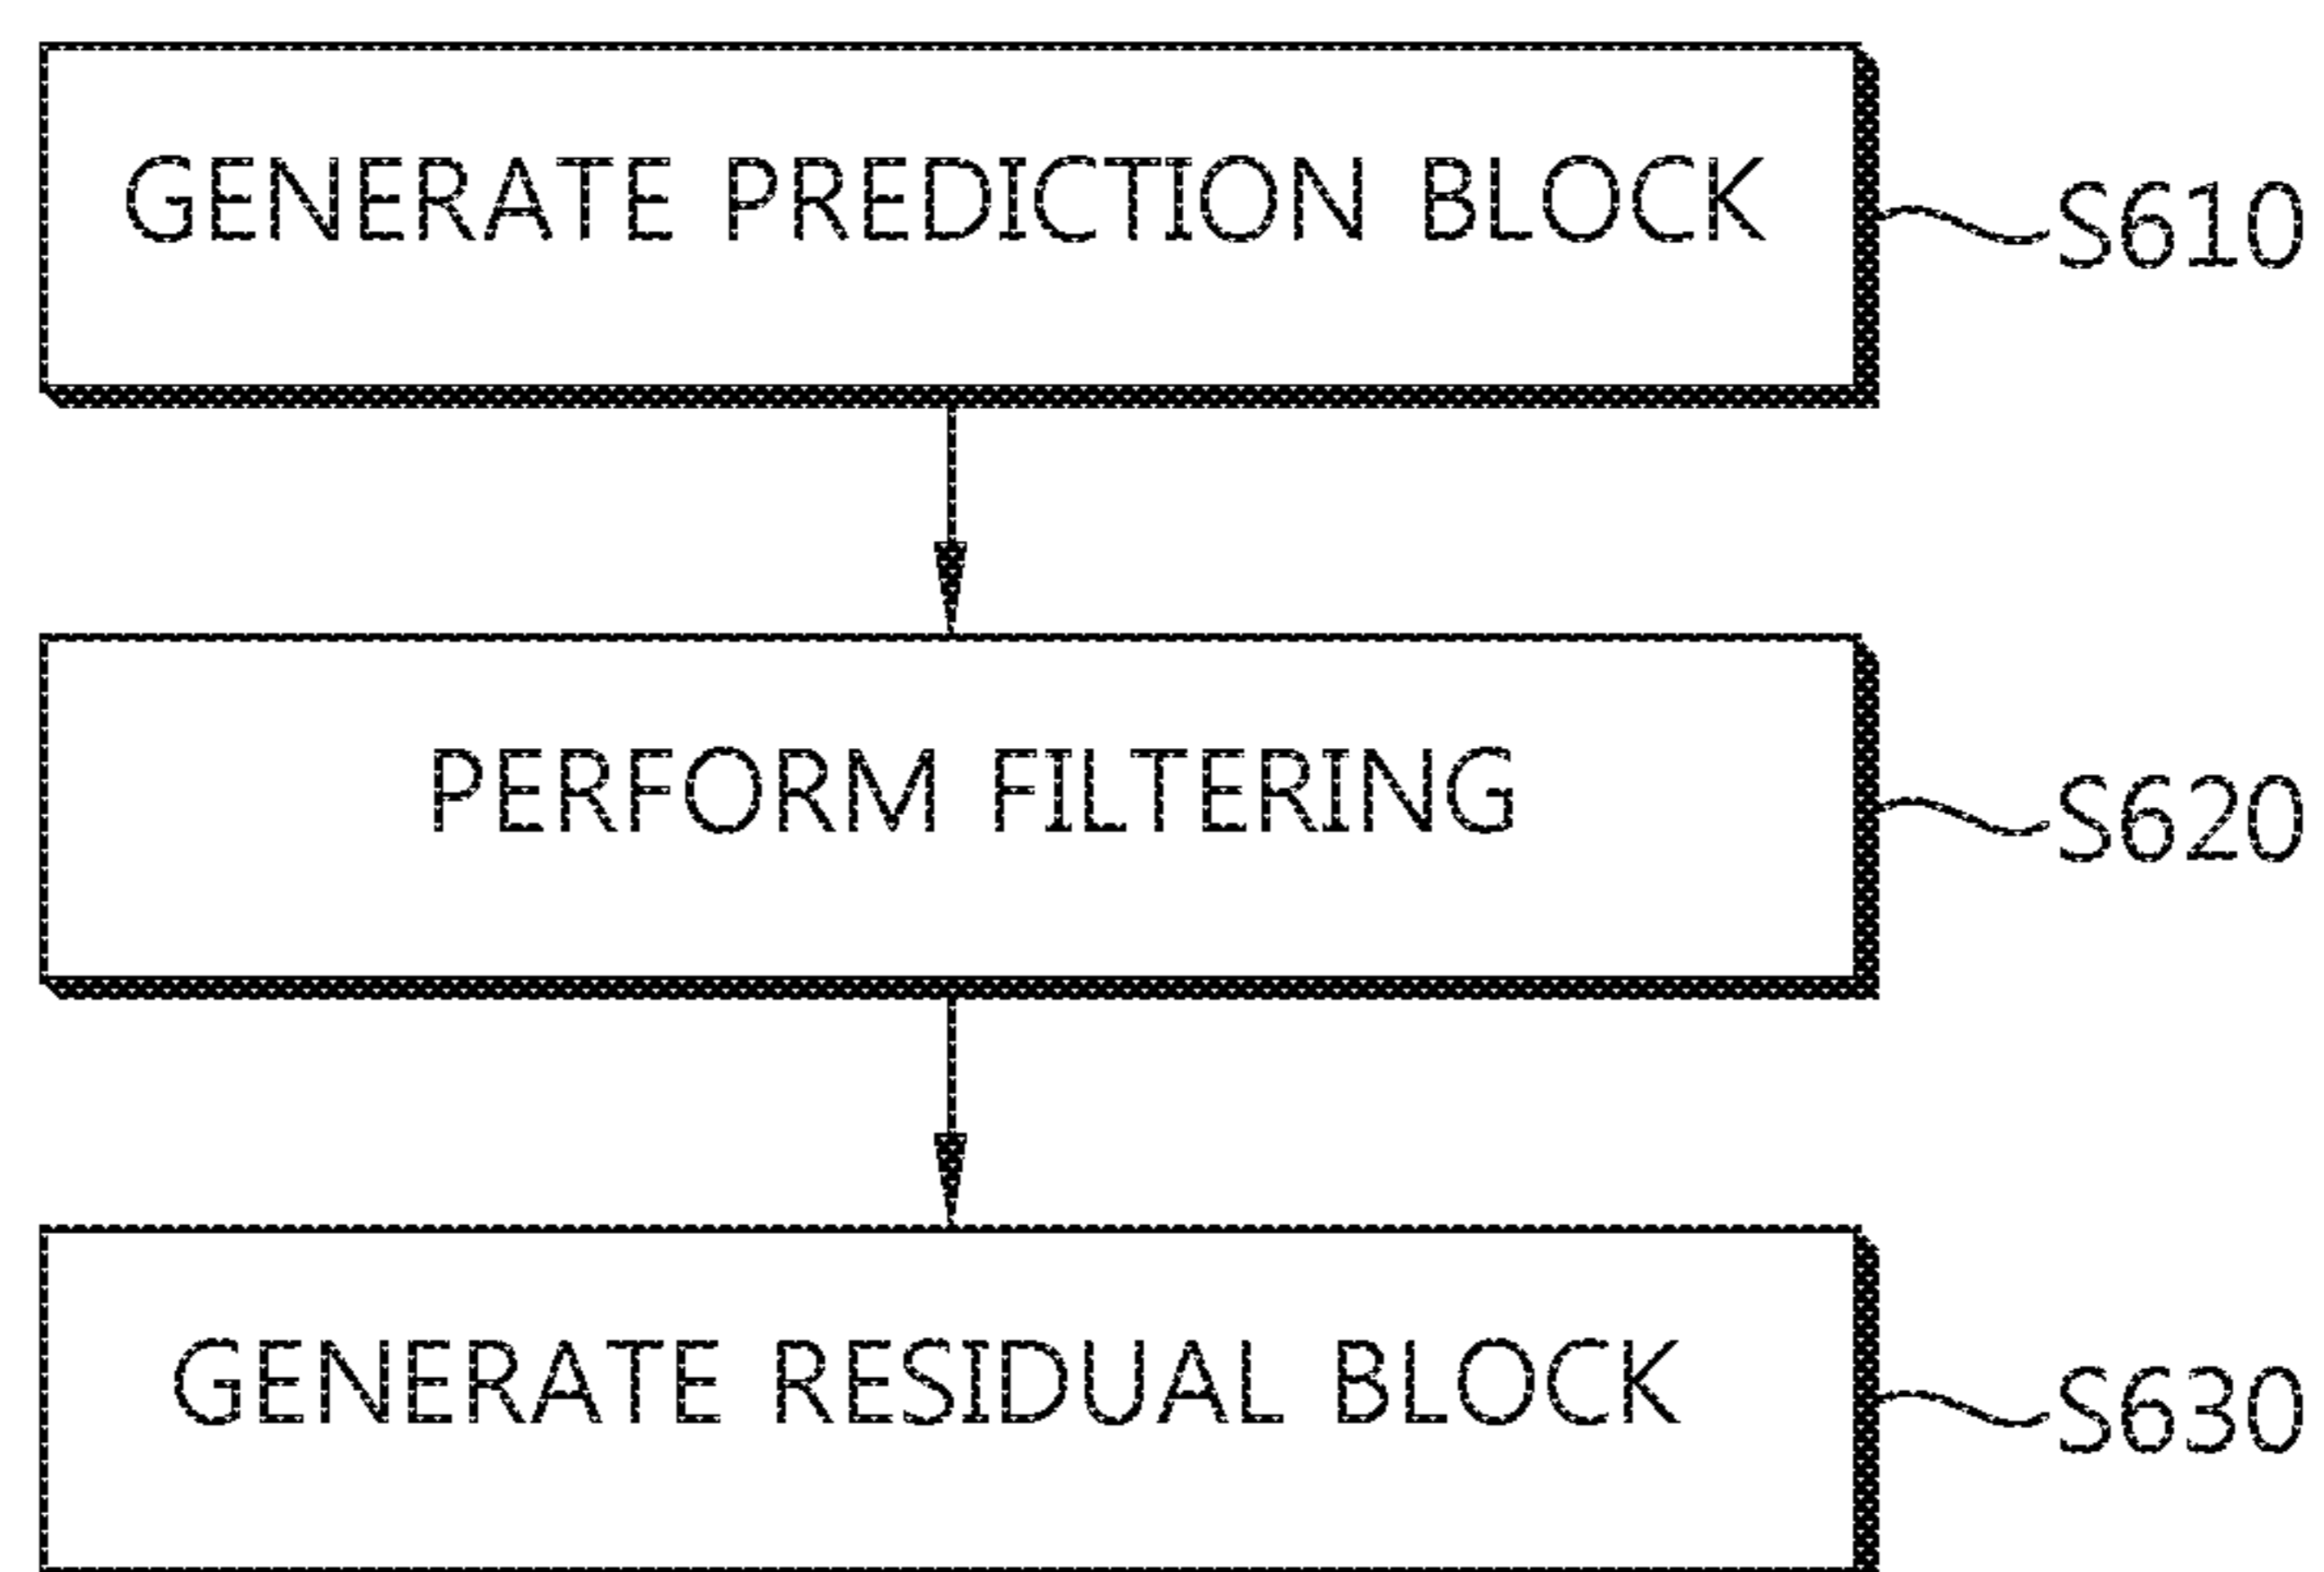 GENERATE PREDICTION BLOCK
S610
PERFORM FILTERING
S620
GENERATE RESIDUAL BLOCK
S630